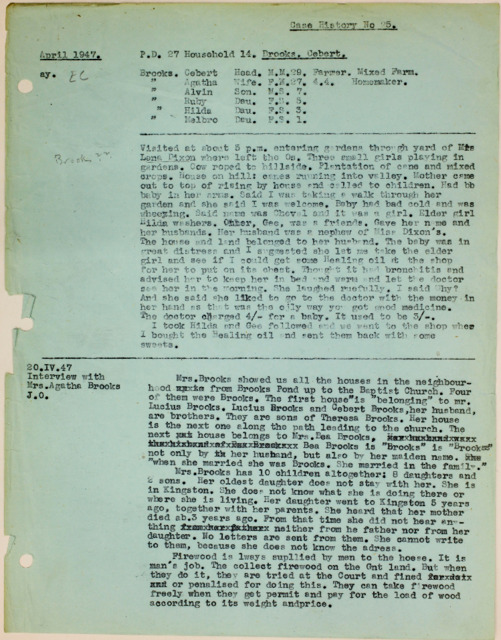 Case History No 25.
April 1947. P.D. 27 Household 14. Brooks, Cebert.
ay. EC
Brooks. Cebert Head. M.M.29. Farmer. Mixed Farm.
" Agatha Wife. F.M.27. 4.4. Homemaker.
" Alvin Son. M.S. 7.
" Ruby Dau. F.S. 5.
" Hilda Dau. F.S. 3.
" Melbro Dau. F.S. 1.
Visited at about 5 p.m. entering gardens through yard of Mis
Brooks ?? Lena Dixon where left the Gs. Three small girls playing in
gardens. Cow roped to hillside. Plantation of cane and mixed
crops. House on hill: canes running into valley. Mother came
out to top of rising by house and called to children. Had bb
baby in her arms. Said I was taking a walk through her
garden and she said I was welcome. Baby had bad cold and was
wheezing. Said name was Cheval and it was a girl. Elder girl
Hilda washers. Other, Gee, was a friends. Gave her name and
her husbands. Her husband was a nephew of Miss Dixon's.
The house and land belonged to her husband. The baby was in
great distress and I suggested she let me take the elder
girl and see if I could get some Healing oil at the shop
for her to put on its chest. Thought it had bronchitis and
advised her to keep her in bed and warm and let the doctor
see her in the morning. She laughed ruefully. I said Why?
And she said she liked to go to the doctor with the money in
her hand as that was the olly way you got good medicine.
The doctor charged 4/- for a baby. It used to be 3/-.
I took Hilda and Gee followed and we went to the shop wher
I bought the Healing oil and sent them back with some
sweets.
20.IV.47
Interview with
Mrs.Agatha Brooks
J.O.
Mrs.Brooks showed us all the houses in the neighbour-
hood from Brooks Pond up to the Baptist Church. Four
of them were Brooks. The first house"is "belonging" to mr.
Lucius Brooks. Lucius Brooks and Cebert Brooks,her husband,
are brothers. They are sons of Theresa Brooks. Her house
is the next one along the path leading to the church. The
next house belongs to Mrs.Bea Brooks,
Bea Brooks is "Brooks" is "Brookes"
not only by her husband, but also by her maiden name.
"when she married she was Brooks. She married in the family."
Mrs.Brooks has 10 children altogether: 8 daughters and
2 sons. Her oldest daughter does not stay with her. She is
in Kingston. She does not know what she is doing there or
where she is living. Her daughter went to Kingston 5 years
ago, together with her parents. She heard that her mother
died ab.5 years ago. From that time she did not hear any-
thing neither from he father nor from her
daughter. No letters are sent from them. She cannot write
to them, because she does not know the adress.
Firewood is lways suplied by men to the house. It is
man's job. The collect firewood on the Gnt land. But when
they do it, they are tried at the Court and fined
or penalised for doing this. They can take firewood
freely when they get permit and pay for the load of wood
according to its weight andprice.